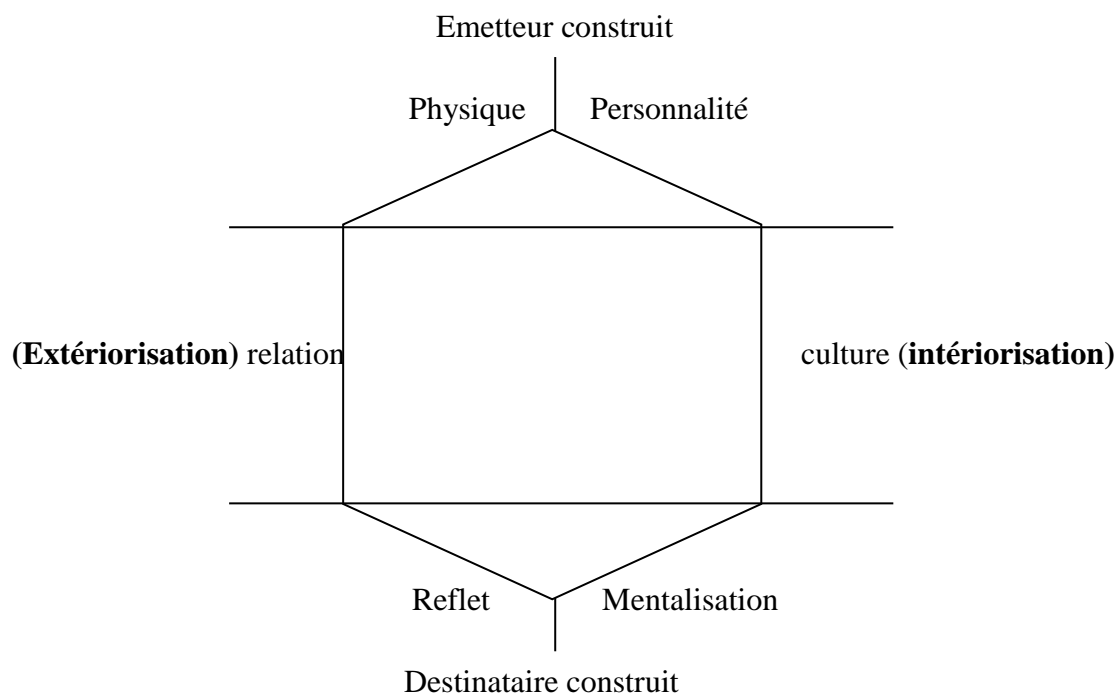 Emetteur construit
Physique Personnalité
(Extériorisation) relation culture (intériorisation)
Reflet Mentalisation
Destinataire construit